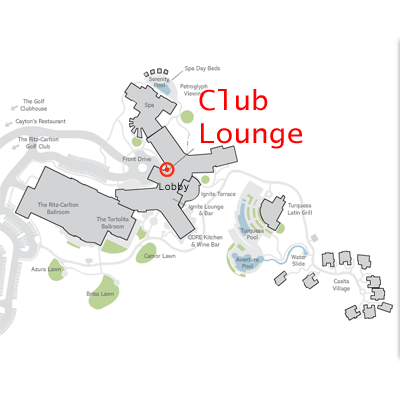 Spa Day Beds
Serenity
Pool
Petroglyph
Viewing
Club
Lounge
Spa
The Golf
Clubhouse
Cayton's Restaurant
The Ritz-Carlton
Golf Club
Front Drive
Lobby
Ignite Terrace
Ignite Lounge
& Bar
The Ritz-Carlton
Ballroom
The Tortolita
Ballroom
CORE Kitchen
& Wine Bar
Turquesa
Latin Grill
Turquesa
Pool
Cantor Lawn
Azura Lawn
Brisa Lawn
Adventure
Pool
Water
Slide
Casita
Village